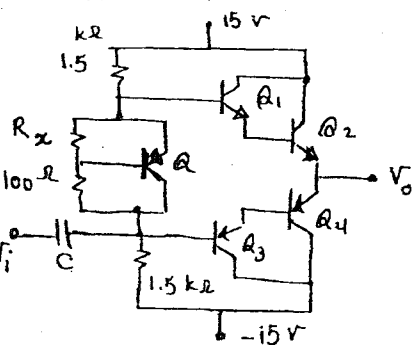 15 V
kΩ
1.5
Q1
Q2
Rx
Q
100 Ω
Vo
Vi
C
Q3
Q4
1.5 kΩ
-15 V